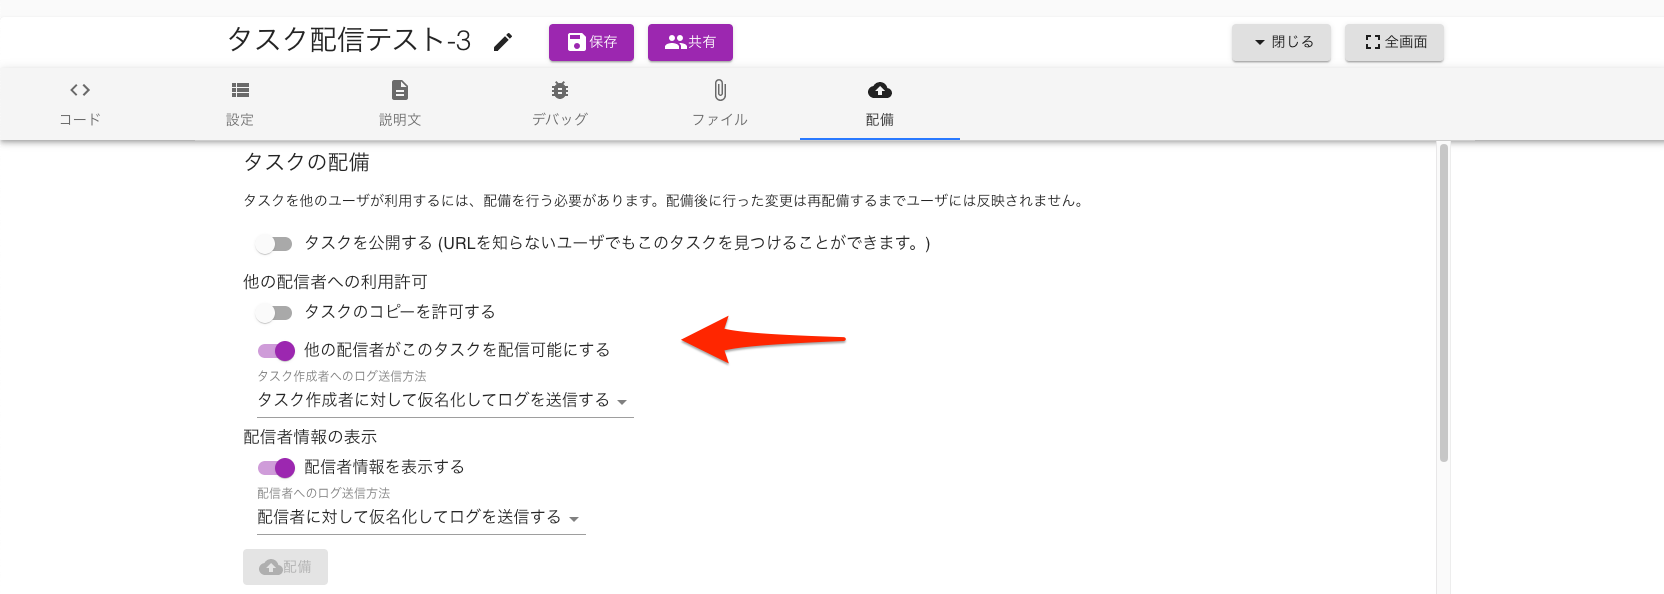 タスク配信テスト-3
保存
共有
閉じる
全画面
コード
設定
説明文
デバッグ
ファイル
配備
タスクの配備
タスクを他のユーザが利用するには、配備を行う必要があります。配備後に行った変更は再配備するまでユーザには反映されません。
タスクを公開する (URLを知らないユーザでもこのタスクを見つけることができます。)
他の配信者への利用許可
タスクのコピーを許可する
他の配信者がこのタスクを配信可能にする
タスク作成者へのログ送信方法
タスク作成者に対して仮名化してログを送信する
配信者情報の表示
配信者情報を表示する
配信者へのログ送信方法
配信者に対して仮名化してログを送信する
配備